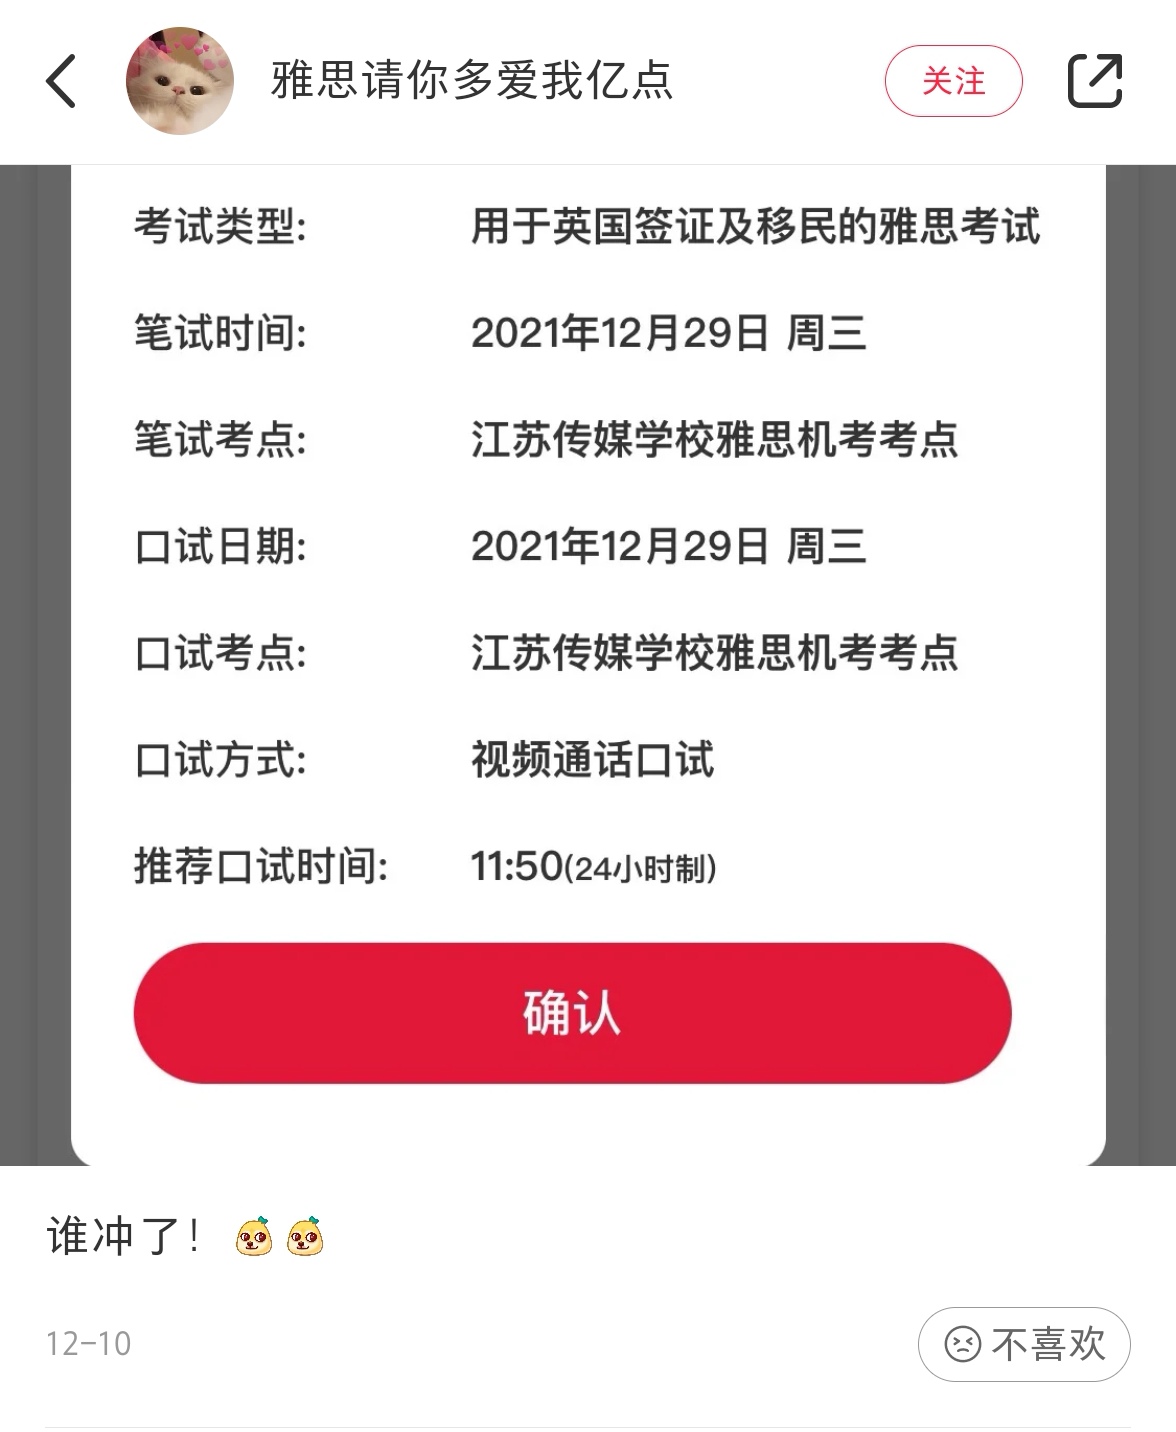 雅思请你多爱我亿点
关注
考试类型: 用于英国签证及移民的雅思考试
笔试时间: 2021年12月29日 周三
笔试考点: 江苏传媒学校雅思机考考点
口试日期: 2021年12月29日 周三
口试考点: 江苏传媒学校雅思机考考点
口试方式: 视频通话口试
推荐口试时间: 11:50(24小时制)
确认
谁冲了！
12-10
不喜欢